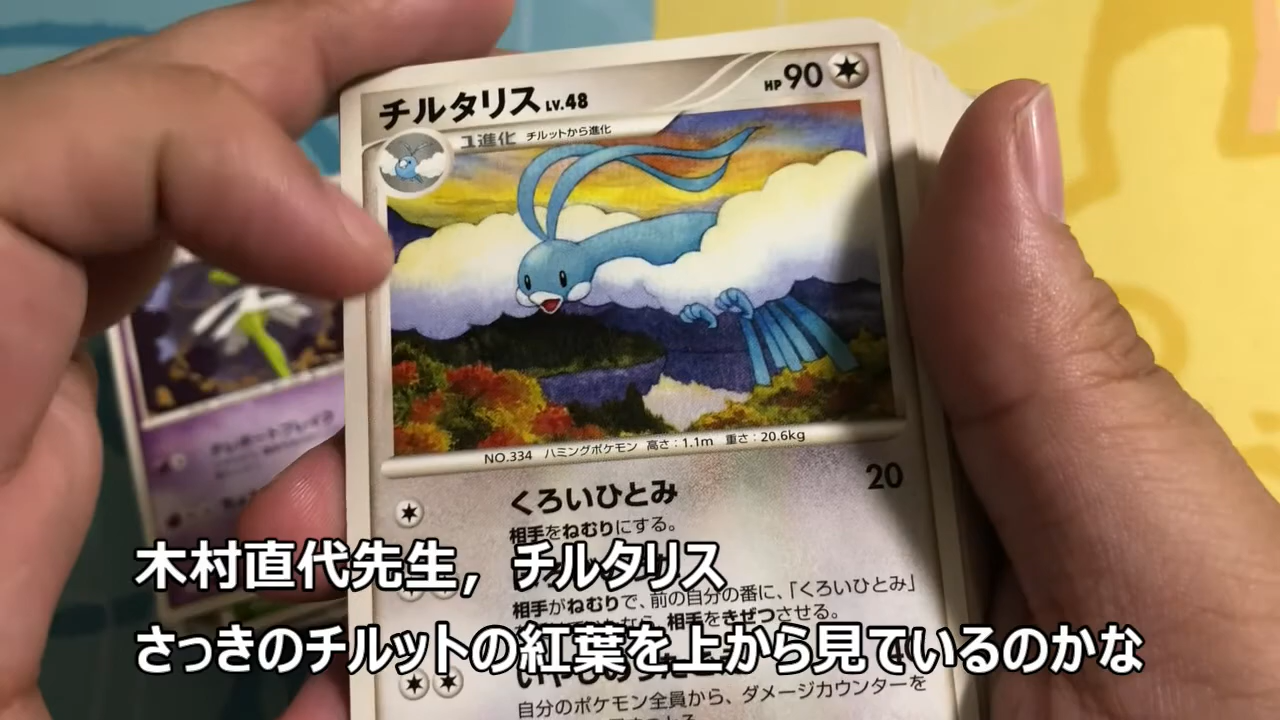 チルタリス LV.48
HP 90
1進化 チルットから進化
NO.334 ハミングポケモン 高さ：1.1m 重さ：20.6kg
くろいひとみ 20
相手をねむりにする。
相手がねむりで、前の自分の番に、「くろいひとみ」
相手をきぜつさせる。
自分のポケモン全員から、ダメージカウンターを
木村直代先生，チルタリス
さっきのチルットの紅葉を上から見ているのかな